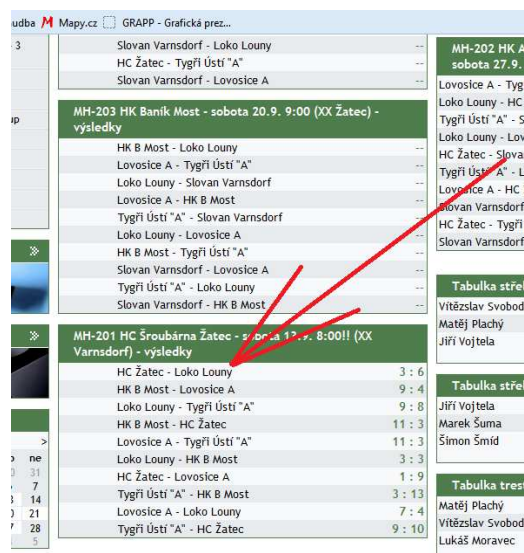 udba Mapy.cz GRAPP - Grafická prez...
3
up
Slovan Varnsdorf - Loko Louny --
HC Žatec - Tygři Ústí "A" --
Slovan Varnsdorf - Lovosice A --
MH-203 HK Baník Most - sobota 20.9. 9:00 (XX Žatec) -
výsledky
HK B Most - Loko Louny --
Lovosice A - Tygři Ústí "A" --
Loko Louny - Slovan Varnsdorf --
Lovosice A - HK B Most --
Tygři Ústí "A" - Slovan Varnsdorf --
Loko Louny - Lovosice A --
HK B Most - Tygři Ústí "A" --
Slovan Varnsdorf - Lovosice A --
Tygři Ústí "A" - Loko Louny --
Slovan Varnsdorf - HK B Most --
MH-201 HC Šroubárna Žatec - sobota 13.9. 8:00!! (XX
Varnsdorf) - výsledky
HC Žatec - Loko Louny 3 : 6
HK B Most - Lovosice A 9 : 4
Loko Louny - Tygři Ústí "A" 9 : 8
HK B Most - HC Žatec 11 : 3
Lovosice A - Tygři Ústí "A" 11 : 3
Loko Louny - HK B Most 3 : 3
HC Žatec - Lovosice A 1 : 9
Tygři Ústí "A" - HK B Most 3 : 13
Lovosice A - Loko Louny 7 : 4
Tygři Ústí "A" - HC Žatec 9 : 10
>
ne
31
7
14
21
28
5
MH-202 HK A
sobota 27.9.
Lovosice A - Tyg
Loko Louny - HC
Tygři Ústí "A" - S
Loko Louny - Lov
HC Žatec - Slova
Tygři Ústí "A" - L
Lovosice A - HC
Slovan Varnsdorf
HC Žatec - Tygři
Slovan Varnsdorf
Tabulka střel
Vítězslav Svobod
Matěj Plachý
Jiří Vojtela
Tabulka střel
Jiří Vojtela
Marek Šuma
Šimon Šmíd
Tabulka trest
Matěj Plachý
Vítězslav Svobod
Lukáš Moravec